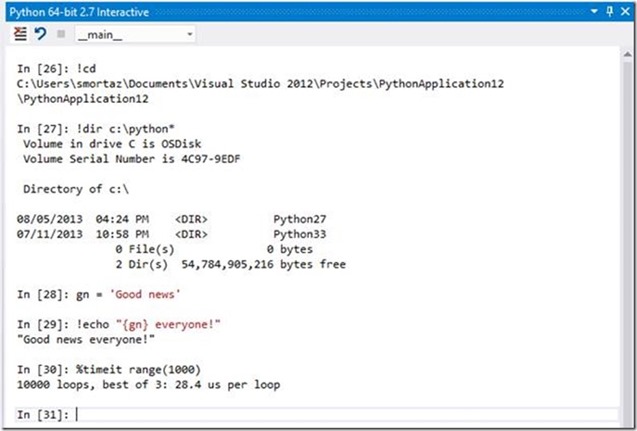 Python 64-bit 2.7 Interactive
__main__
In [26]: !cd
C:\Users\smortaz\Documents\Visual Studio 2012\Projects\PythonApplication12
\PythonApplication12
In [27]: !dir c:\python*
Volume in drive C is OSDisk
Volume Serial Number is 4C97-9EDF
Directory of c:\
08/05/2013  04:24 PM    <DIR>          Python27
07/11/2013  10:58 PM    <DIR>          Python33
0 File(s)              0 bytes
2 Dir(s)  54,784,905,216 bytes free
In [28]: gn = 'Good news'
In [29]: !echo "{gn} everyone!"
"Good news everyone!"
In [30]: %timeit range(1000)
10000 loops, best of 3: 28.4 us per loop
In [31]: